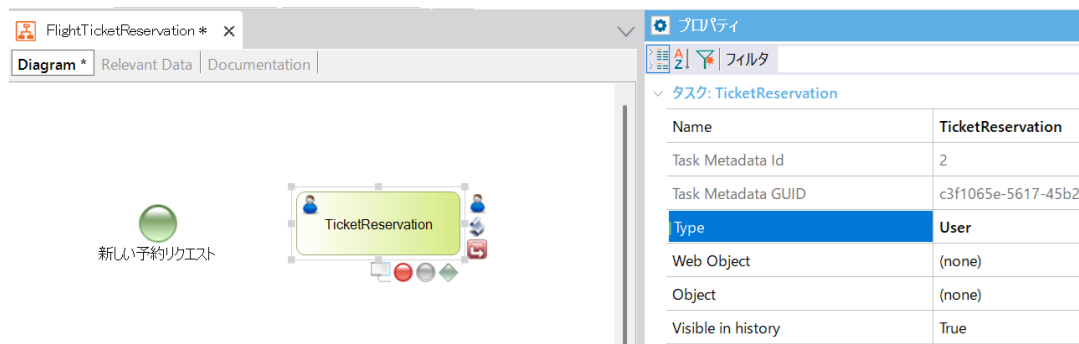 FlightTicketReservation *
Diagram *
Relevant Data
Documentation
新しい予約リクエスト
TicketReservation
プロパティ
フィルタ
タスク: TicketReservation
Name TicketReservation
Task Metadata Id 2
Task Metadata GUID c3f1065e-5617-45b2
Type User
Web Object (none)
Object (none)
Visible in history True